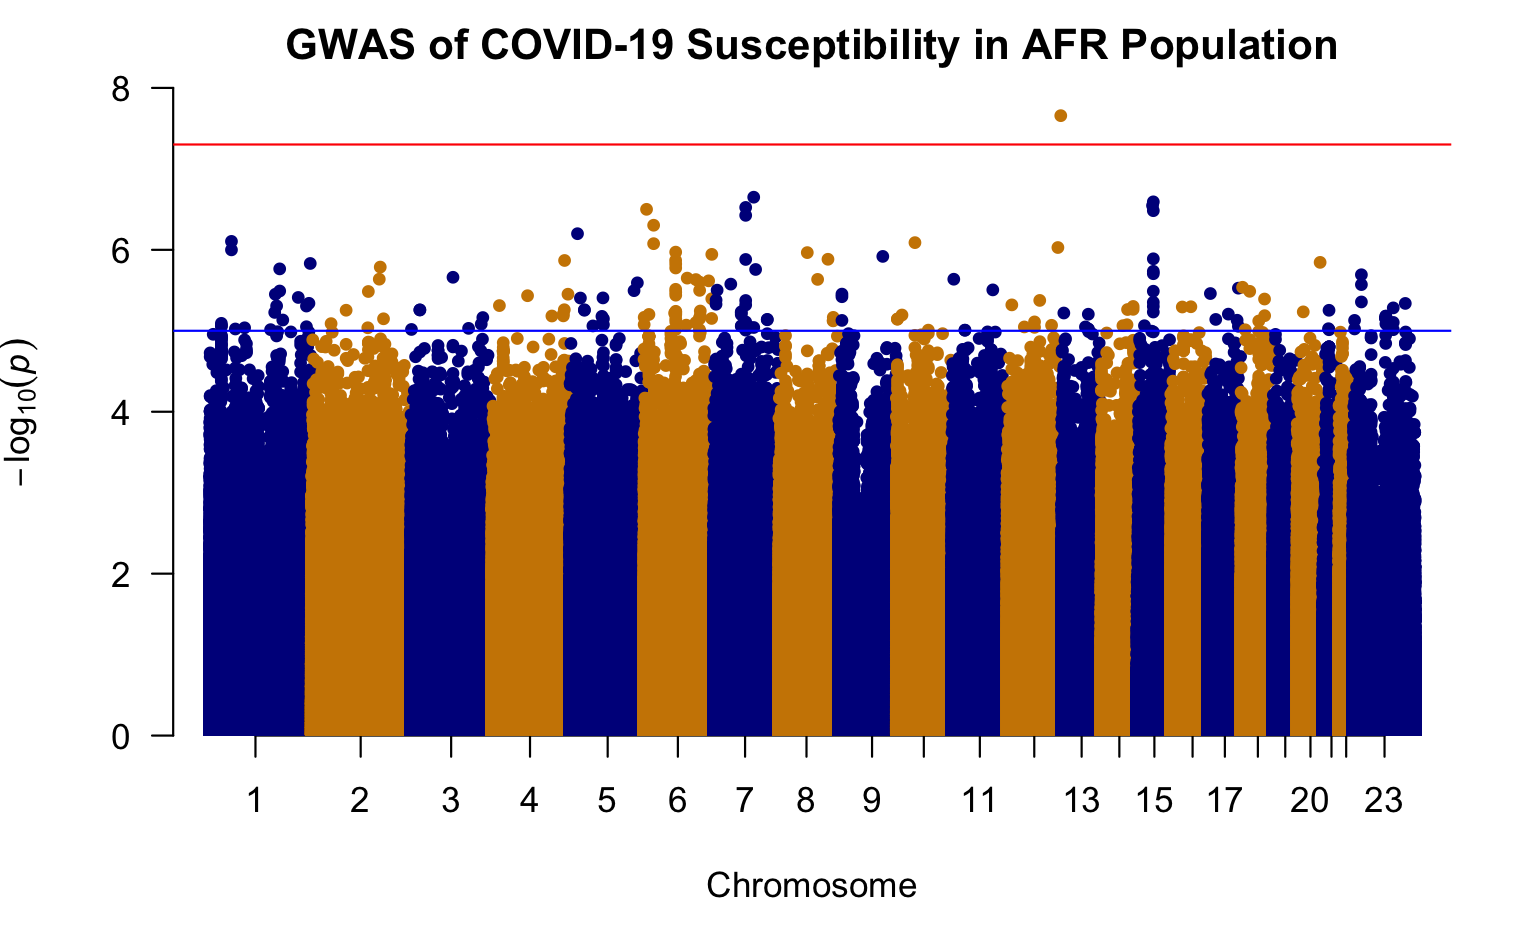 GWAS of COVID-19 Susceptibility in AFR Population
8
6
4
2
0
−log10(p)
1 2 3 4 5 6 7 8 9 11 13 15 17 20 23
Chromosome